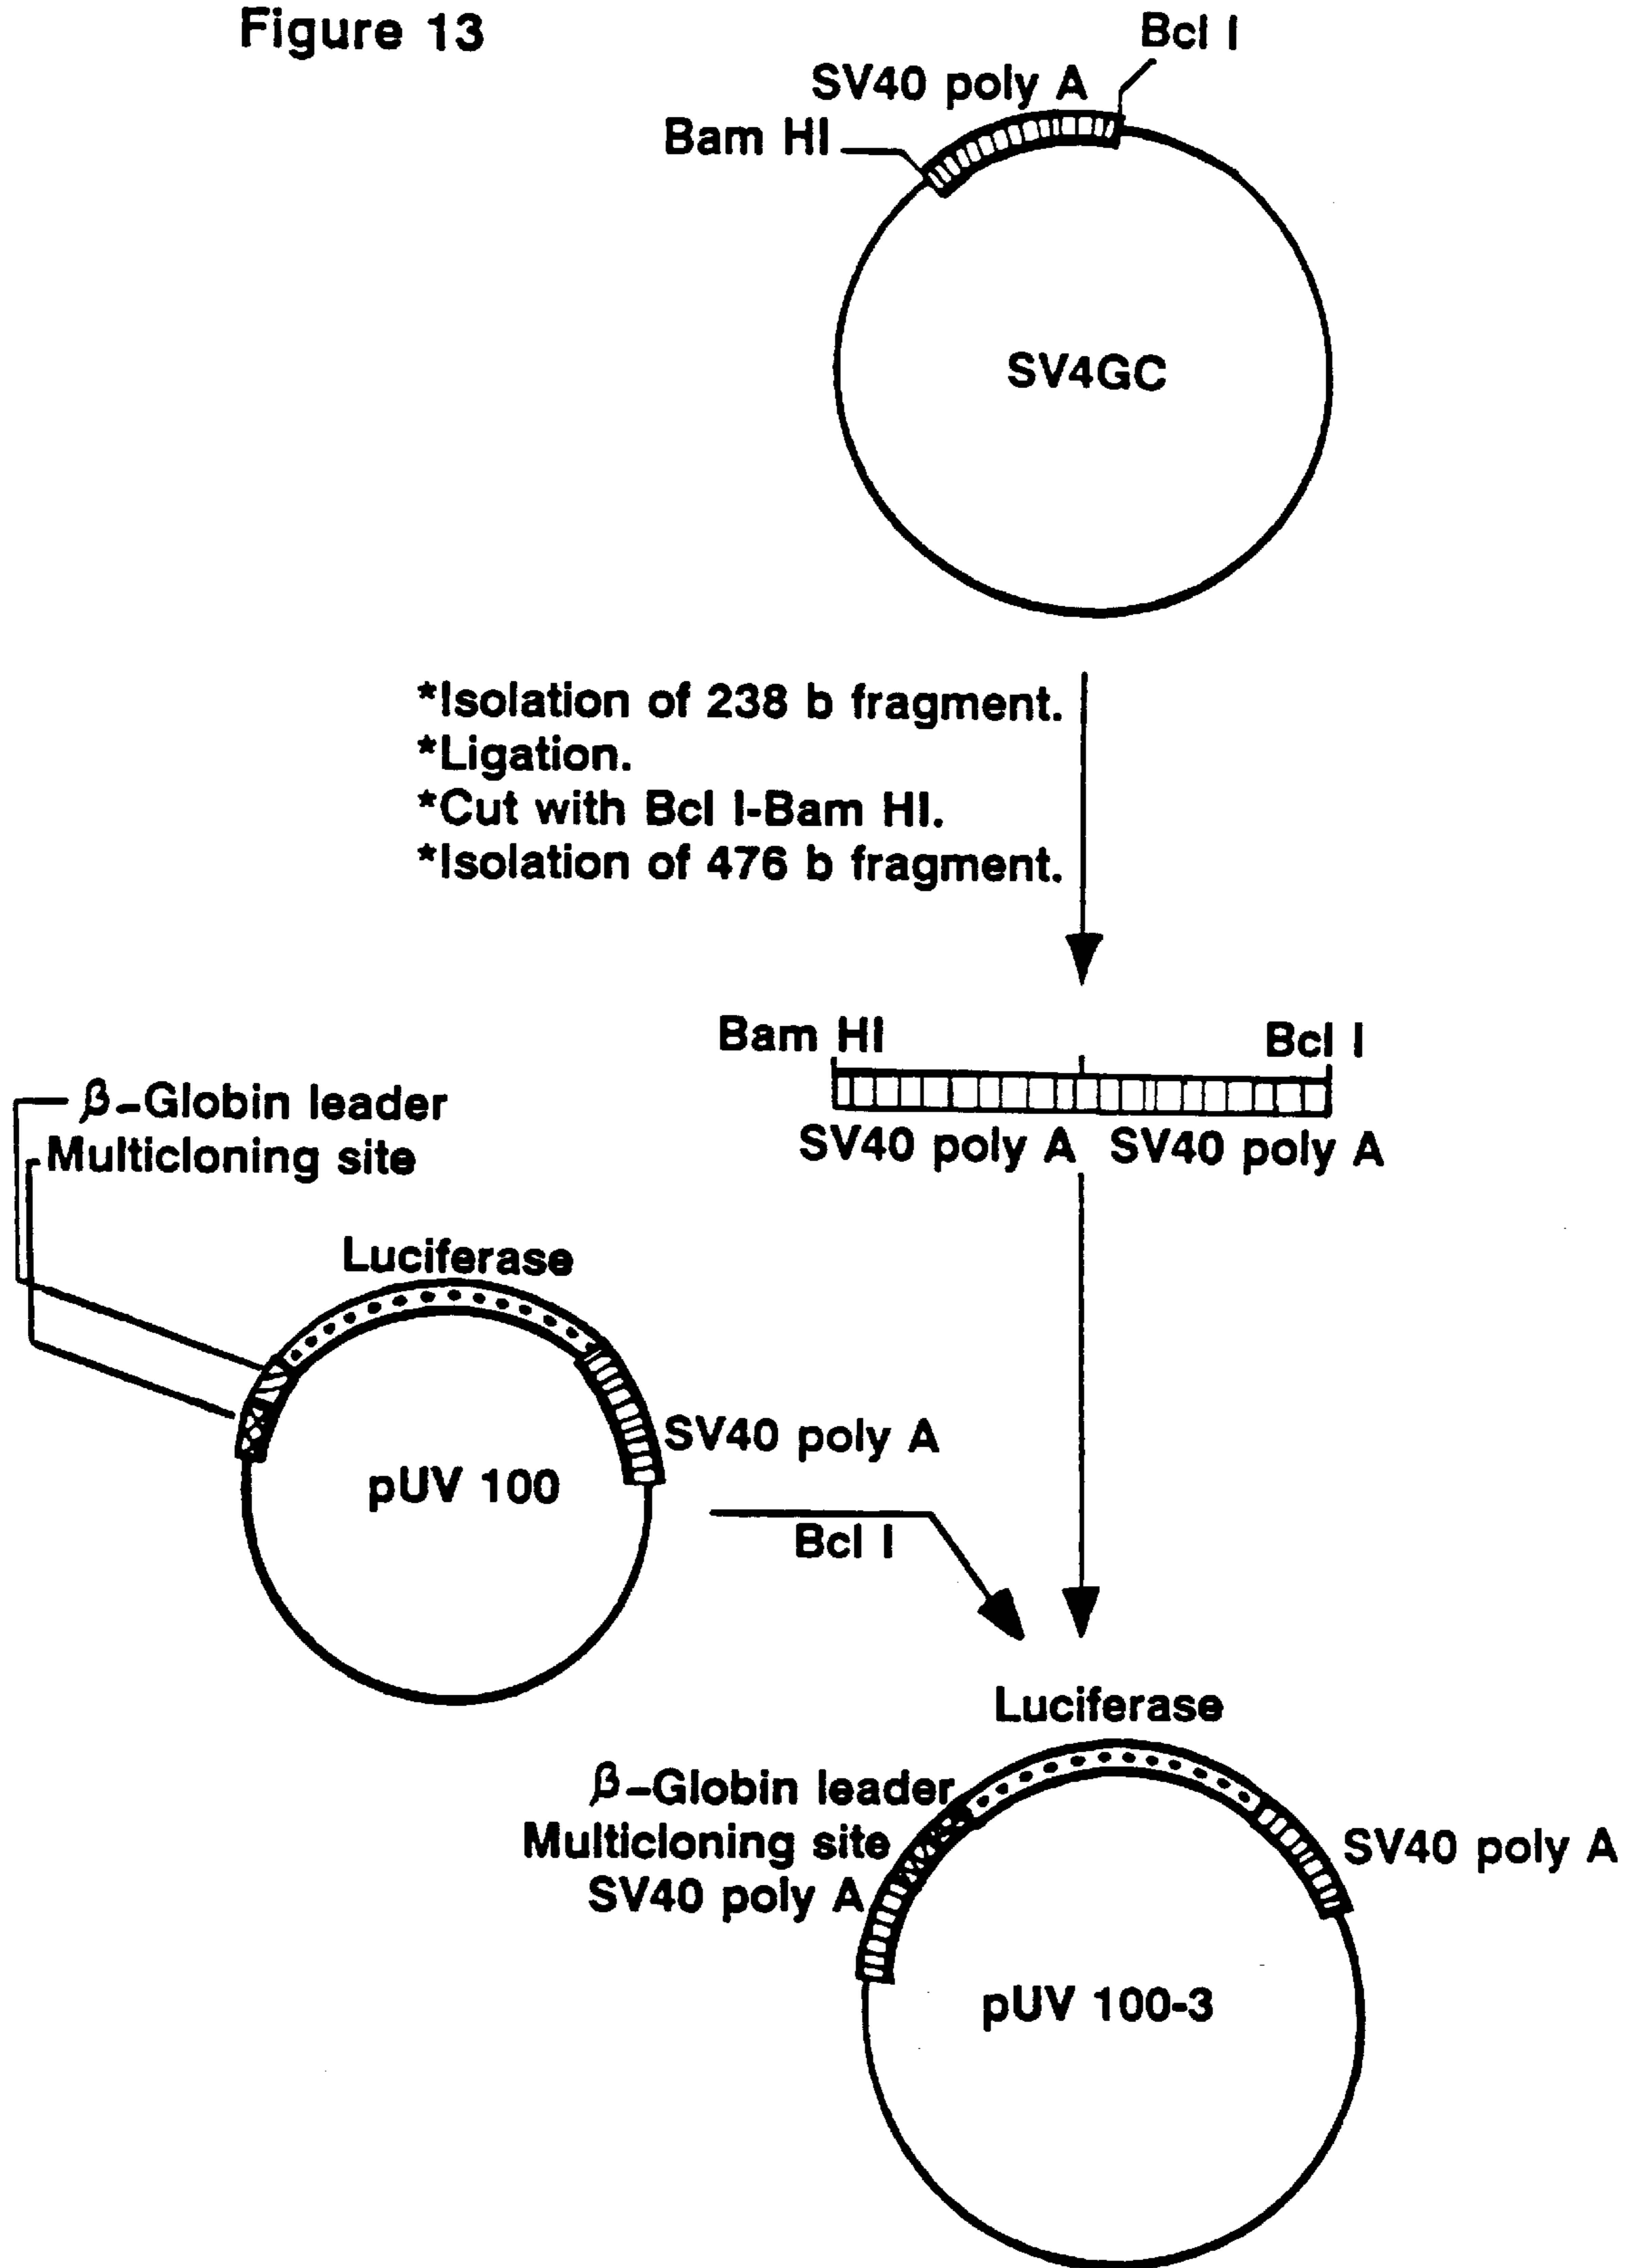 Figure 13
Bcl I
SV40 poly A
Bam HI
SV4GC
*Isolation of 238 b fragment.
*Ligation.
*Cut with Bcl I-Bam HI.
*Isolation of 476 b fragment.
Bam HI
Bcl I
SV40 poly A SV40 poly A
β-Globin leader
Multicloning site
Luciferase
SV40 poly A
pUV 100
Bcl I
Luciferase
β-Globin leader
Multicloning site
SV40 poly A
SV40 poly A
pUV 100-3